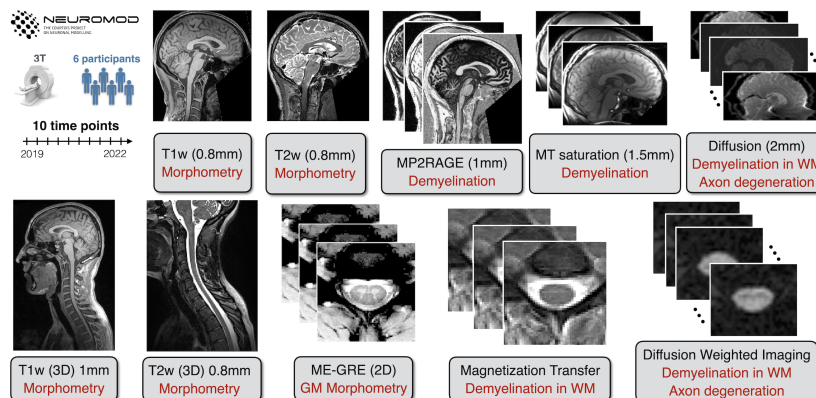 NEUROMOD
THE COURTOIS PROJECT
ON NEURONAL MODELLING
3T
6 participants
10 time points
2019 2022
T1w (0.8mm)
Morphometry
T2w (0.8mm)
Morphometry
MP2RAGE (1mm)
Demyelination
MT saturation (1.5mm)
Demyelination
Diffusion (2mm)
Demyelination in WM
Axon degeneration
T1w (3D) 1mm
Morphometry
T2w (3D) 0.8mm
Morphometry
ME-GRE (2D)
GM Morphometry
Magnetization Transfer
Demyelination in WM
Diffusion Weighted Imaging
Demyelination in WM
Axon degeneration